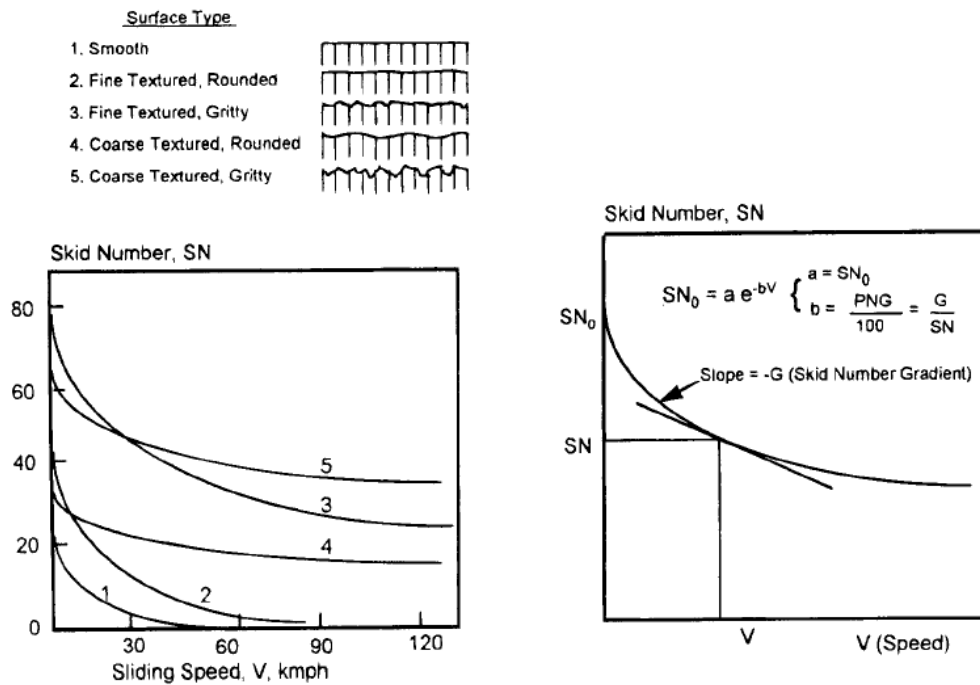 Surface Type
1. Smooth
2. Fine Textured, Rounded
3. Fine Textured, Gritty
4. Coarse Textured, Rounded
5. Coarse Textured, Gritty
Skid Number, SN
80
60
40
20
0
5
3
4
1
2
30
60
90
120
Sliding Speed, V, kmph
Skid Number, SN
SN₀ = a e^-bV { a = SN₀
b = PNG/100 = G/SN
SN₀
Slope = -G (Skid Number Gradient)
SN
V
V (Speed)